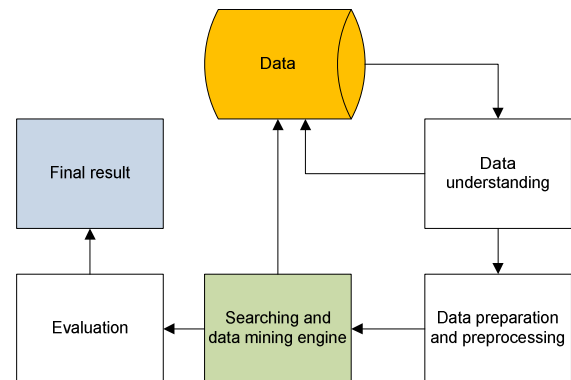 Data
Final result
Data
understanding
Evaluation
Searching and
data mining engine
Data preparation
and preprocessing